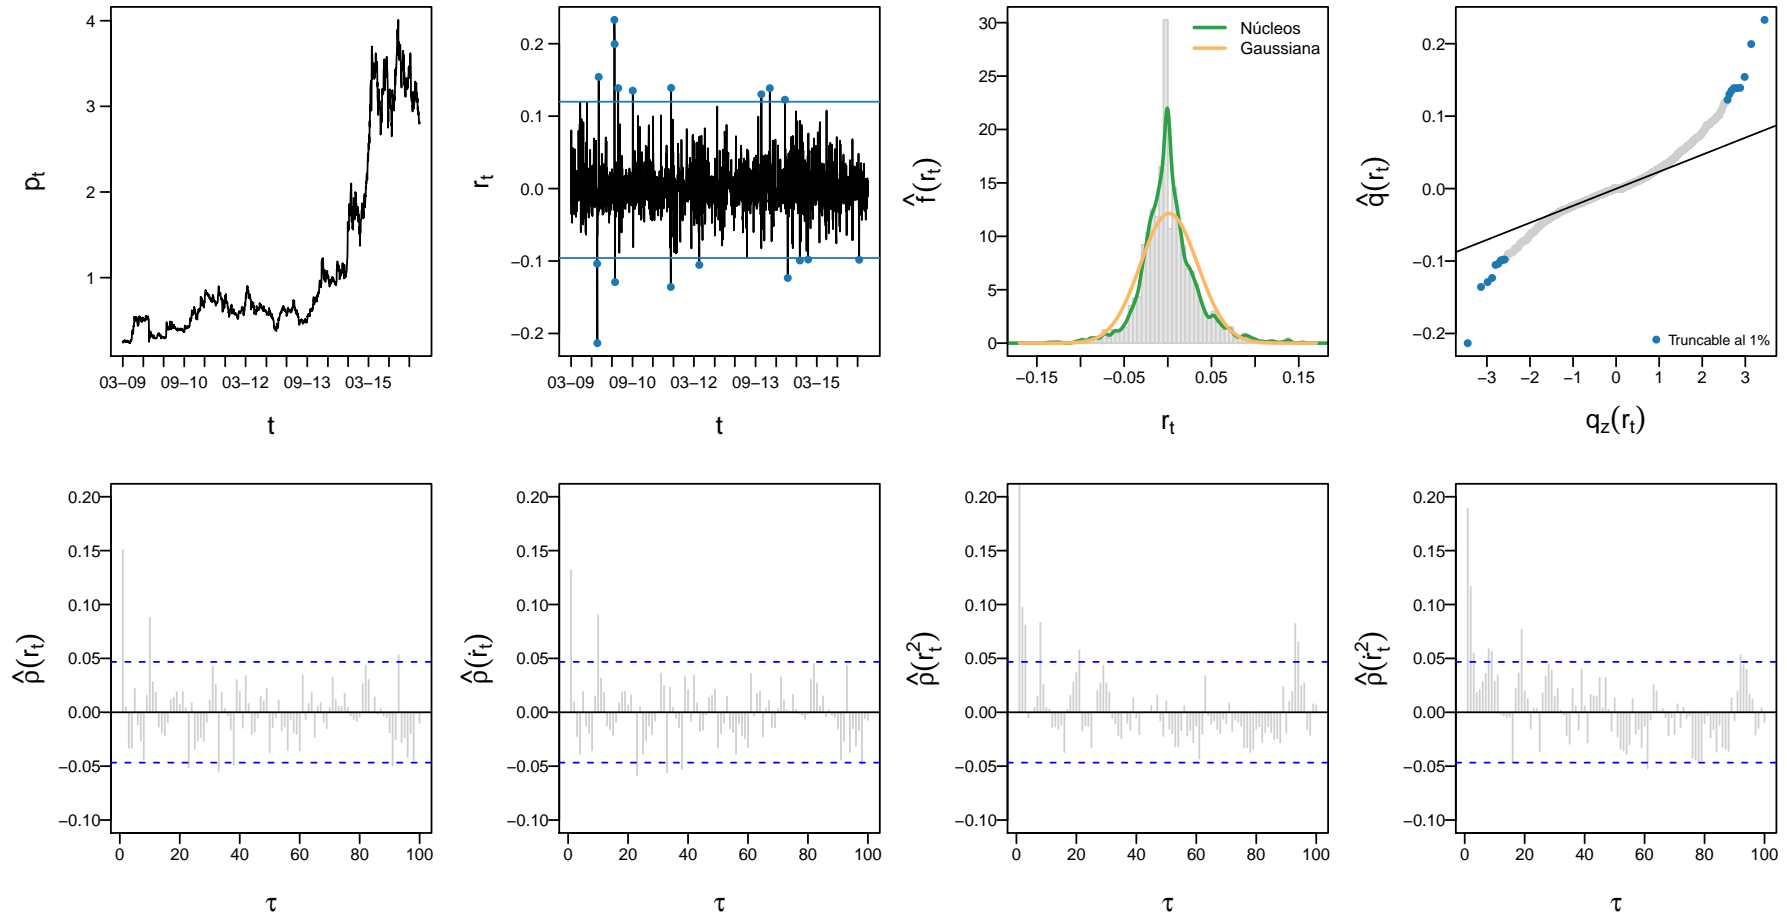 4
3
2
1
p_t
03−09 09−10 03−12 09−13 03−15
t
0.2
0.1
0.0
−0.1
−0.2
r_t
03−09 09−10 03−12 09−13 03−15
t
30
25
20
15
10
5
0
f̂(r_t)
Núcleos
Gaussiana
−0.15 −0.05 0.05 0.15
r_t
0.2
0.1
0.0
−0.1
−0.2
q̂(r_t)
Truncable al 1%
−3 −2 −1 0 1 2 3
q_z(r_t)
0.20
0.15
0.10
0.05
0.00
−0.05
−0.10
ρ̂(r_t)
0 20 40 60 80 100
τ
0.20
0.15
0.10
0.05
0.00
−0.05
−0.10
ρ̂(ṙ_t)
0 20 40 60 80 100
τ
0.20
0.15
0.10
0.05
0.00
−0.05
−0.10
ρ̂(r_t^2)
0 20 40 60 80 100
τ
0.20
0.15
0.10
0.05
0.00
−0.05
−0.10
ρ̂(ṙ_t^2)
0 20 40 60 80 100
τ